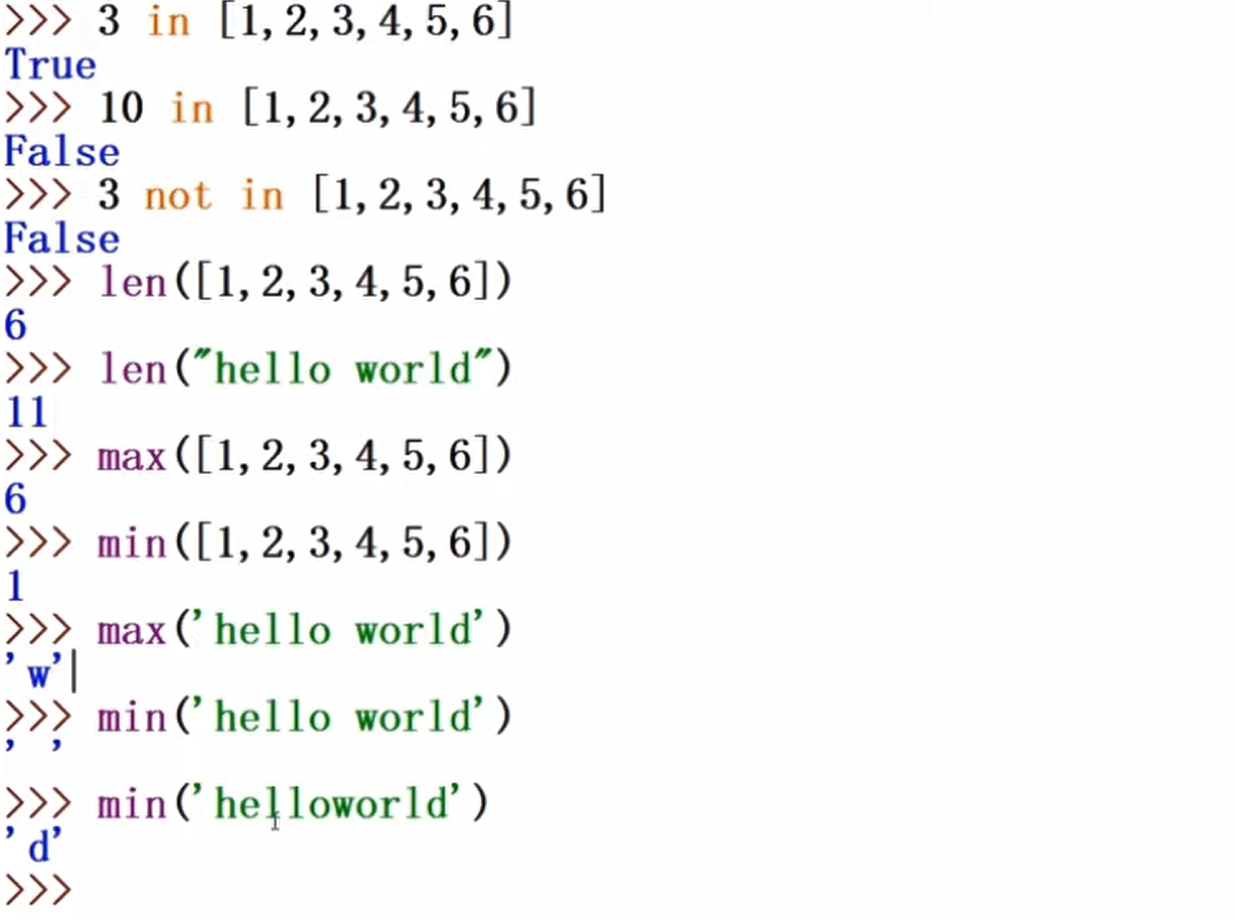 >>> 3 in [1, 2, 3, 4, 5, 6]
True
>>> 10 in [1, 2, 3, 4, 5, 6]
False
>>> 3 not in [1, 2, 3, 4, 5, 6]
False
>>> len([1, 2, 3, 4, 5, 6])
6
>>> len("hello world")
11
>>> max([1, 2, 3, 4, 5, 6])
6
>>> min([1, 2, 3, 4, 5, 6])
1
>>> max('hello world')
'w'
>>> min('hello world')
' '
>>> min('helloworld')
'd'
>>>